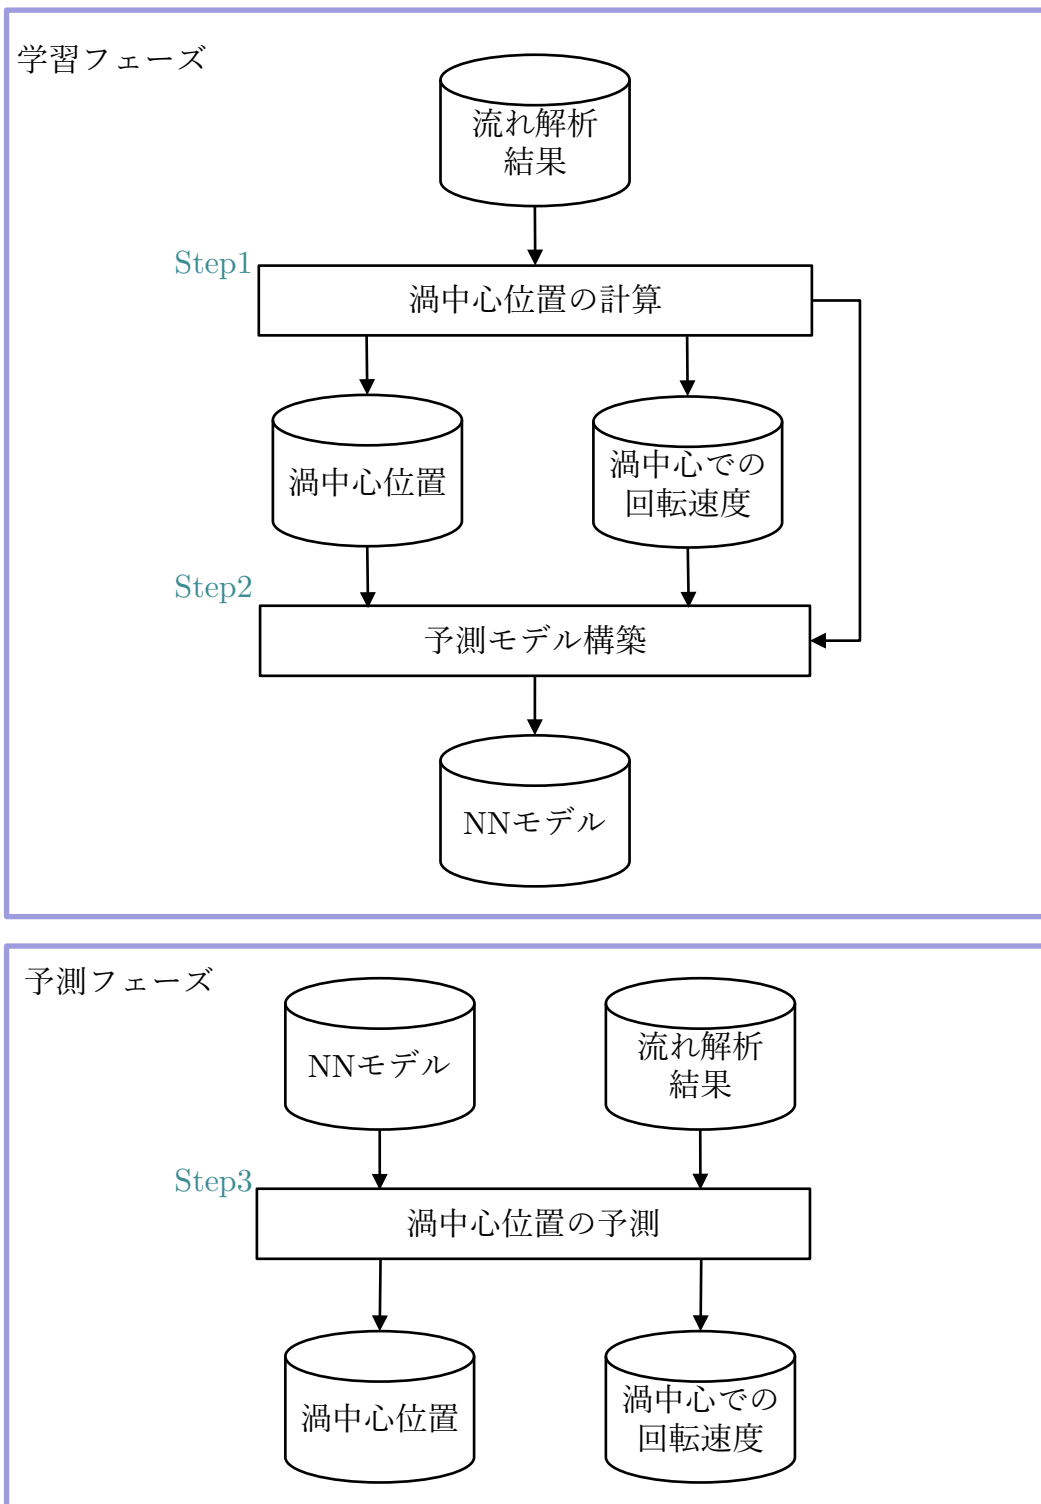 学習フェーズ
流れ解析
結果
Step1
渦中心位置の計算
渦中心位置
渦中心での
回転速度
Step2
予測モデル構築
NNモデル
予測フェーズ
NNモデル
流れ解析
結果
Step3
渦中心位置の予測
渦中心位置
渦中心での
回転速度